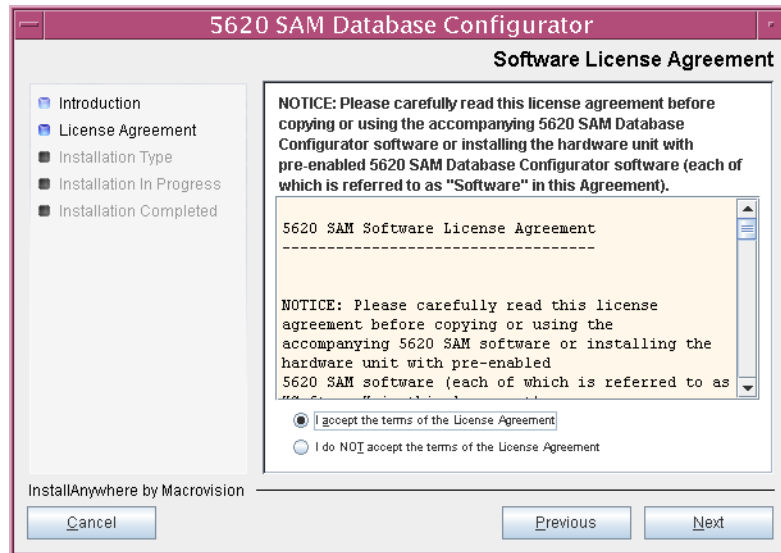 5620 SAM Database Configurator
Software License Agreement
Introduction
License Agreement
Installation Type
Installation In Progress
Installation Completed
NOTICE: Please carefully read this license agreement before
copying or using the accompanying 5620 SAM Database
Configurator software or installing the hardware unit with
pre-enabled 5620 SAM Database Configurator software (each of
which is referred to as "Software" in this Agreement).
5620 SAM Software License Agreement
-----------------------------------
NOTICE: Please carefully read this license
agreement before copying or using the
accompanying 5620 SAM software or installing the
hardware unit with pre-enabled
5620 SAM software (each of which is referred to as
I accept the terms of the License Agreement
I do NOT accept the terms of the License Agreement
InstallAnywhere by Macrovision
Cancel
Previous
Next